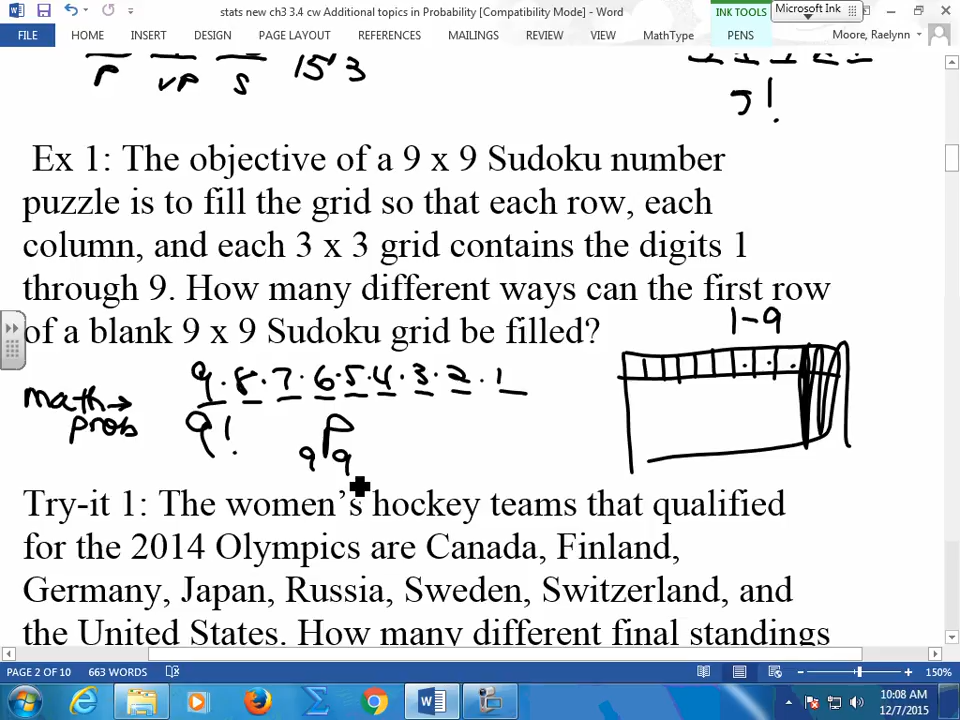 stats new ch3 3.4 cw Additional topics in Probability [Compatibility Mode] - Word
INK TOOLS
Microsoft Ink
FILE HOME INSERT DESIGN PAGE LAYOUT REFERENCES MAILINGS REVIEW VIEW MathType PENS Moore, Raelynn
P VP S 15P3
5!
Ex 1: The objective of a 9 x 9 Sudoku number
puzzle is to fill the grid so that each row, each
column, and each 3 x 3 grid contains the digits 1
through 9. How many different ways can the first row
of a blank 9 x 9 Sudoku grid be filled?
1-9
9.8.7.6.5.4.3.2.1
math→
prob
9!
9P9
Try-it 1: The women's hockey teams that qualified
for the 2014 Olympics are Canada, Finland,
Germany, Japan, Russia, Sweden, Switzerland, and
the United States. How many different final standings
PAGE 2 OF 10 663 WORDS 150%
10:08 AM
12/7/2015